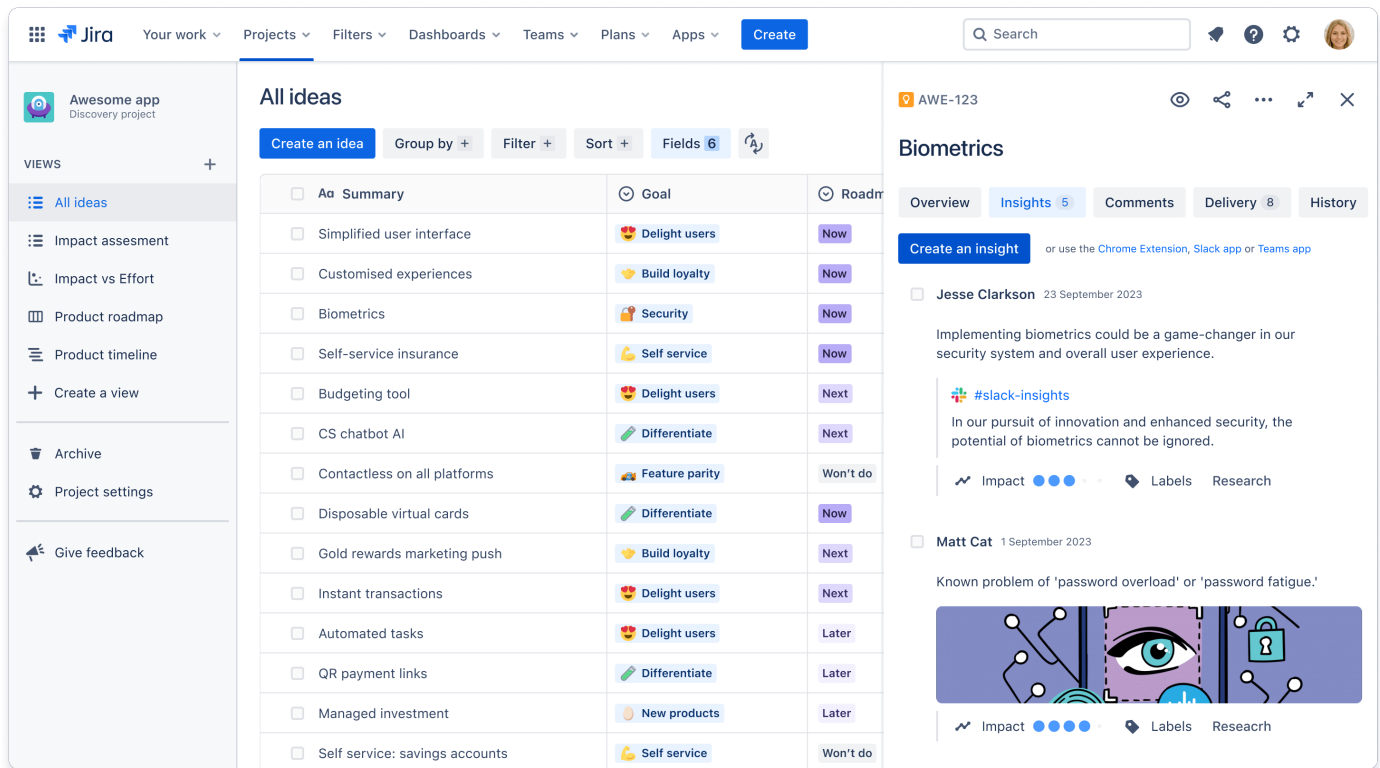 Jira Your work Projects Filters Dashboards Teams Plans Apps Create Search
Awesome app
Discovery project
VIEWS
All ideas
Impact assesment
Impact vs Effort
Product roadmap
Product timeline
Create a view
Archive
Project settings
Give feedback
All ideas
Create an idea Group by + Filter + Sort + Fields 6
Aa Summary Goal Roadm
Simplified user interface Delight users Now
Customised experiences Build loyalty Now
Biometrics Security Now
Self-service insurance Self service Now
Budgeting tool Delight users Next
CS chatbot AI Differentiate Next
Contactless on all platforms Feature parity Won't do
Disposable virtual cards Differentiate Now
Gold rewards marketing push Build loyalty Next
Instant transactions Delight users Next
Automated tasks Delight users Later
QR payment links Differentiate Later
Managed investment New products Later
Self service: savings accounts Self service Won't do
AWE-123
Biometrics
Overview Insights 5 Comments Delivery 8 History
Create an insight or use the Chrome Extension, Slack app or Teams app
Jesse Clarkson 23 September 2023
Implementing biometrics could be a game-changer in our
security system and overall user experience.
#slack-insights
In our pursuit of innovation and enhanced security, the
potential of biometrics cannot be ignored.
Impact Labels Research
Matt Cat 1 September 2023
Known problem of 'password overload' or 'password fatigue.'
Impact Labels Reseacrh